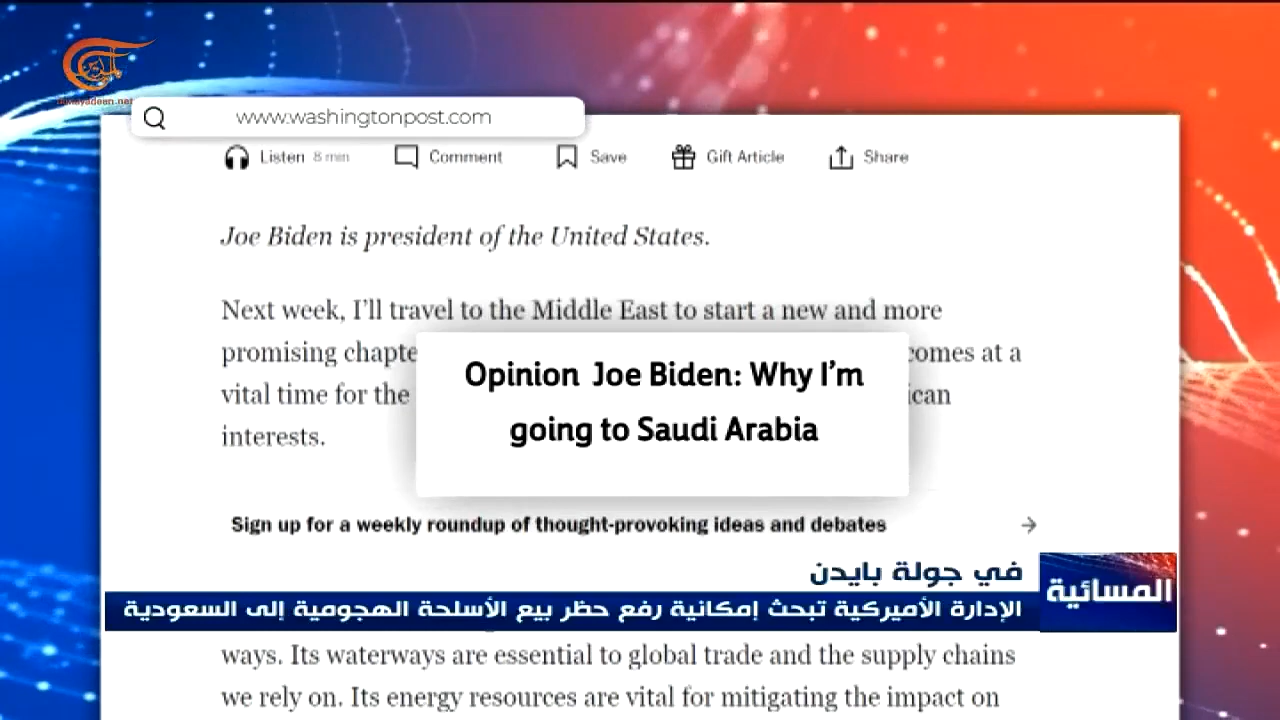 almayadeen.net
www.washingtonpost.com
Listen 8 min Comment Save Gift Article Share
Joe Biden is president of the United States.
Next week, I'll travel to the Middle East to start a new and more
promising chapte comes at a
vital time for the ican
interests.
Opinion Joe Biden: Why I'm
going to Saudi Arabia
Sign up for a weekly roundup of thought-provoking ideas and debates
في جولة بايدن
المسائية
الإدارة الأميركية تبحث إمكانية رفع حظر بيع الأسلحة الهجومية إلى السعودية
ways. Its waterways are essential to global trade and the supply chains
we rely on. Its energy resources are vital for mitigating the impact on